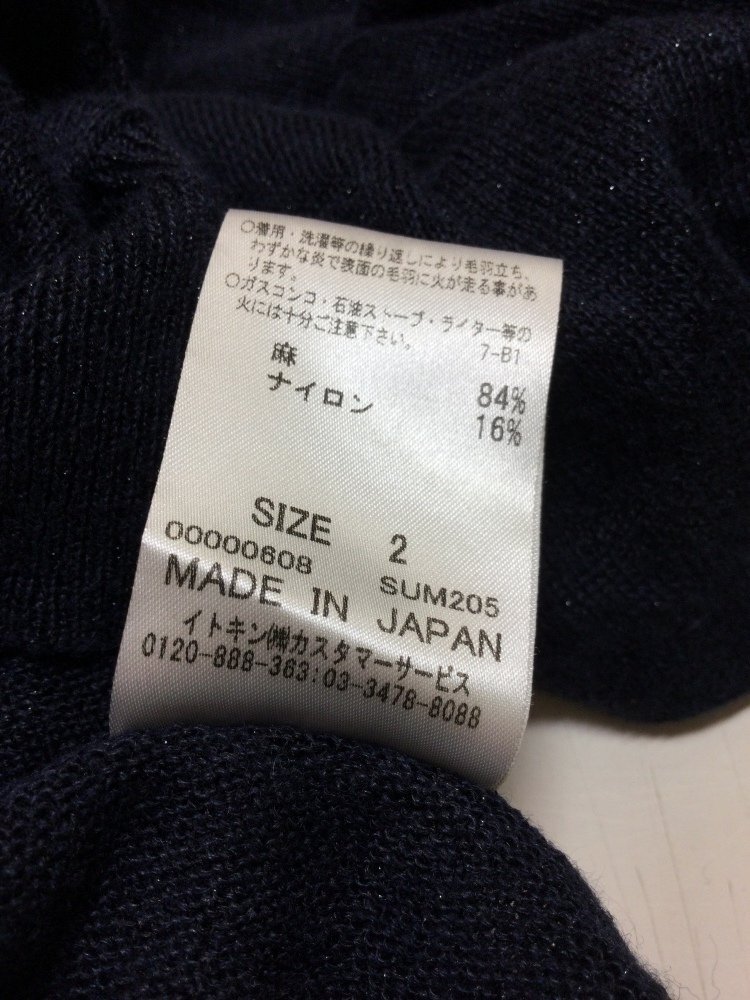 ○着用・洗濯等の繰り返しにより毛羽立ち、
わずかな炎で表面の毛羽に火が走る事があ
ります。
○ガスコンロ・石油ストーブ・ライター等の
火には十分ご注意下さい。 7-B1
麻 84%
ナイロン 16%
SIZE 2
00000608 SUM205
MADE IN JAPAN
イトキン㈱カスタマーサービス
0120-888-363:03-3478-8088